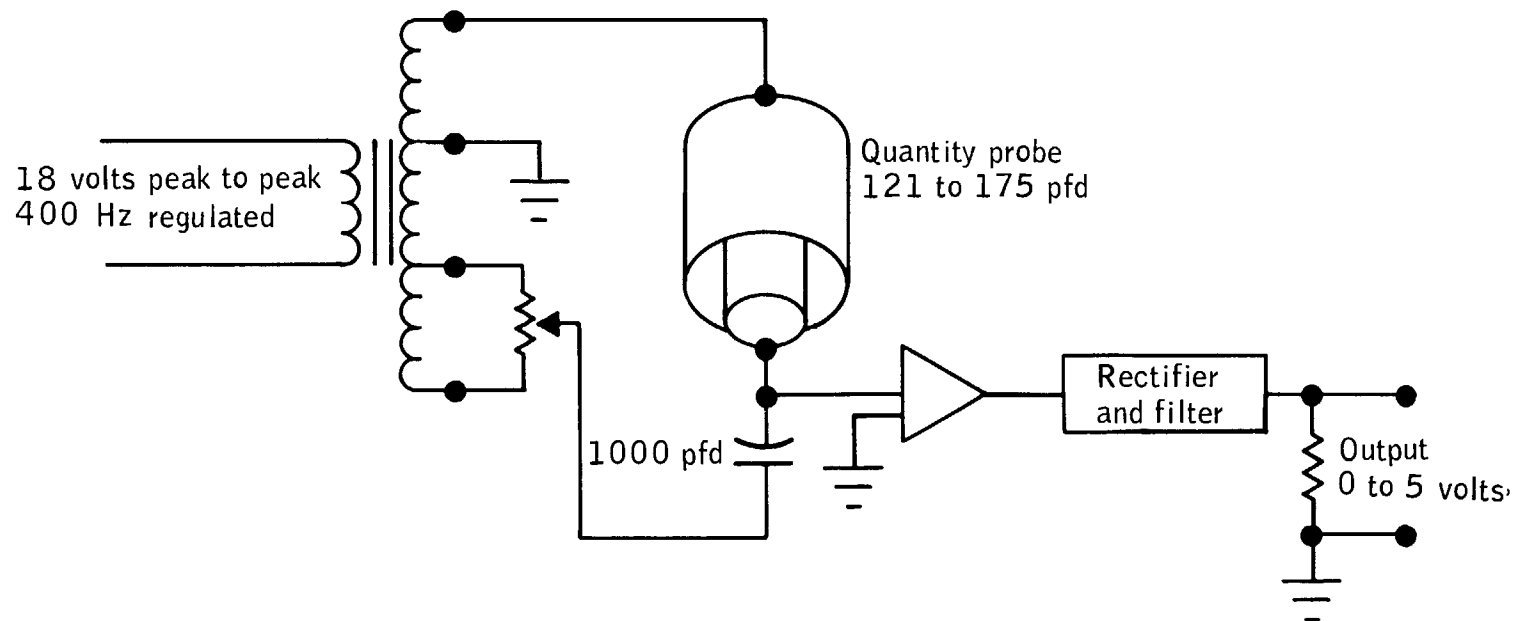 18 volts peak to peak
400 Hz regulated
Quantity probe
121 to 175 pfd
1000 pfd
Rectifier
and filter
Output
0 to 5 volts